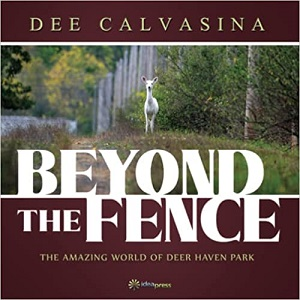 DEE CALVASINA
BEYOND
THE FENCE
THE AMAZING WORLD OF DEER HAVEN PARK
ideapress